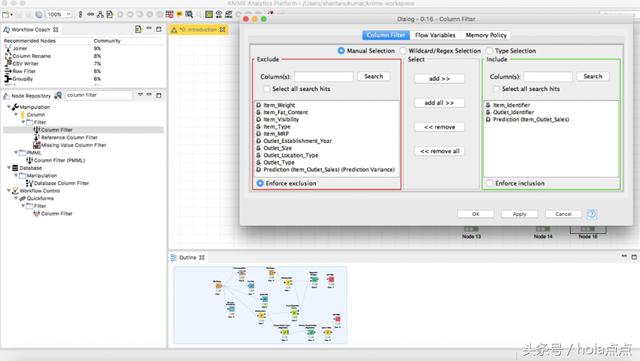 KNIME Analytics Platform - /Users/shantanukumar/knime-workspace
100%
Workflow Coach
Recommended Nodes Community
Joiner 9%
Column Rename 8%
CSV Writer 7%
Row Filter 6%
GroupBy 6%
Node Repository
column filter
Manipulation
Column
Filter
Column Filter
Reference Column Filter
Missing Value Column Filter
PMML
Column Filter (PMML)
Database
Manipulation
Database Column Filter
Workflow Control
Quickforms
Filter
Column Filter
0: Introduction
Dialog - 0:16 - Column Filter
Column Filter Flow Variables Memory Policy
Manual Selection Wildcard/Regex Selection Type Selection
Exclude Select Include
Column(s): Search
Select all search hits
Item_Weight
Item_Fat_Content
Item_Visibility
Item_Type
Item_MRP
Outlet_Establishment_Year
Outlet_Size
Outlet_Location_Type
Outlet_Type
Prediction (Item_Outlet_Sales) (Prediction Variance)
Enforce exclusion
add >>
add all >>
<< remove
<< remove all
Column(s): Search
Select all search hits
Item_Identifier
Outlet_Identifier
Prediction (Item_Outlet_Sales)
Enforce inclusion
OK Apply Cancel ?
Node 13 Node 14 Node 16
Outline
头条号 / hola点点